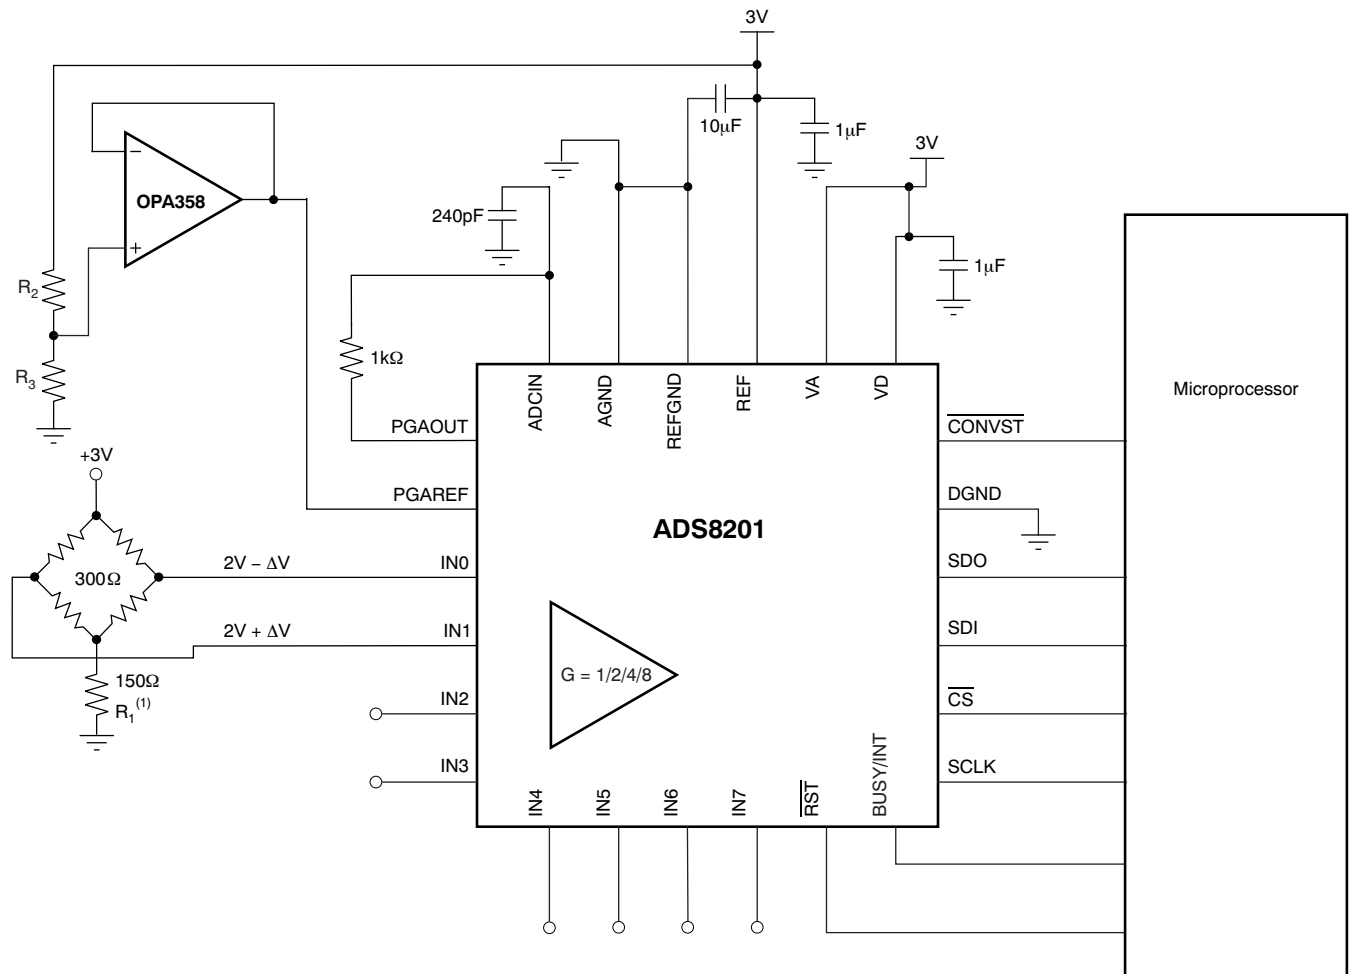 3V
10μF
1μF
3V
1μF
OPA358
−
+
240pF
R2
R3
1kΩ
ADCIN
AGND
REFGND
REF
VA
VD
Microprocessor
PGAOUT
CONVST
+3V
PGAREF
DGND
ADS8201
300Ω
2V − ΔV
IN0
SDO
2V + ΔV
IN1
SDI
150Ω
R1(1)
G = 1/2/4/8
IN2
CS
IN3
SCLK
IN4
IN5
IN6
IN7
RST
BUSY/INT